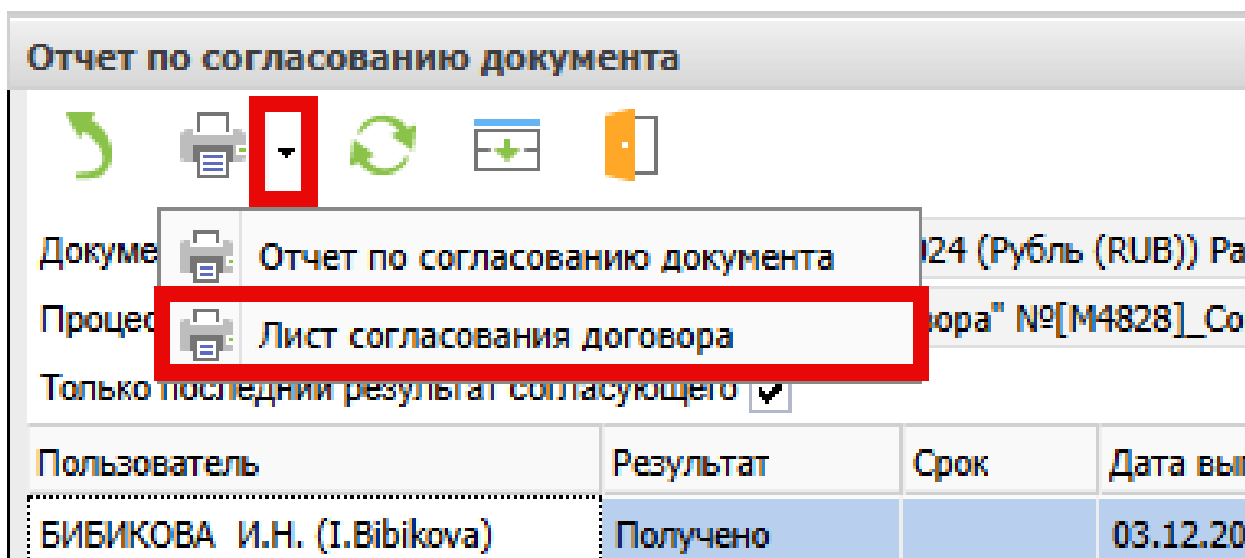 Отчет по согласованию документа
Докуме
Отчет по согласованию документа
024 (Рубль (RUB)) Ра
Процес
Лист согласования договора
вора" №[M4828]_Со
Только последний результат согласующего
Пользователь Результат Срок Дата вып
БИБИКОВА И.Н. (I.Bibikova) Получено 03.12.20